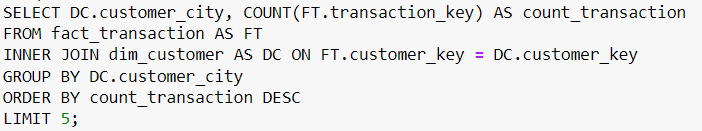 SELECT DC.customer_city, COUNT(FT.transaction_key) AS count_transaction
FROM fact_transaction AS FT
INNER JOIN dim_customer AS DC ON FT.customer_key = DC.customer_key
GROUP BY DC.customer_city
ORDER BY count_transaction DESC
LIMIT 5;